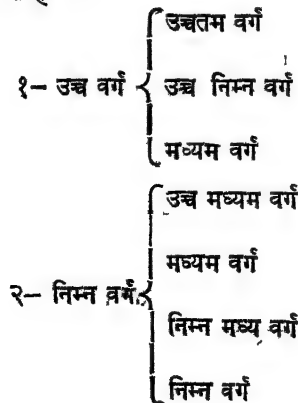 उच्चतम वर्ग
१– उच्च वर्ग
उच्च निम्न वर्ग
मध्यम वर्ग
उच्च मध्यम वर्ग
मध्यम वर्ग
२– निम्न वर्ग
निम्न मध्य वर्ग
निम्न वर्ग